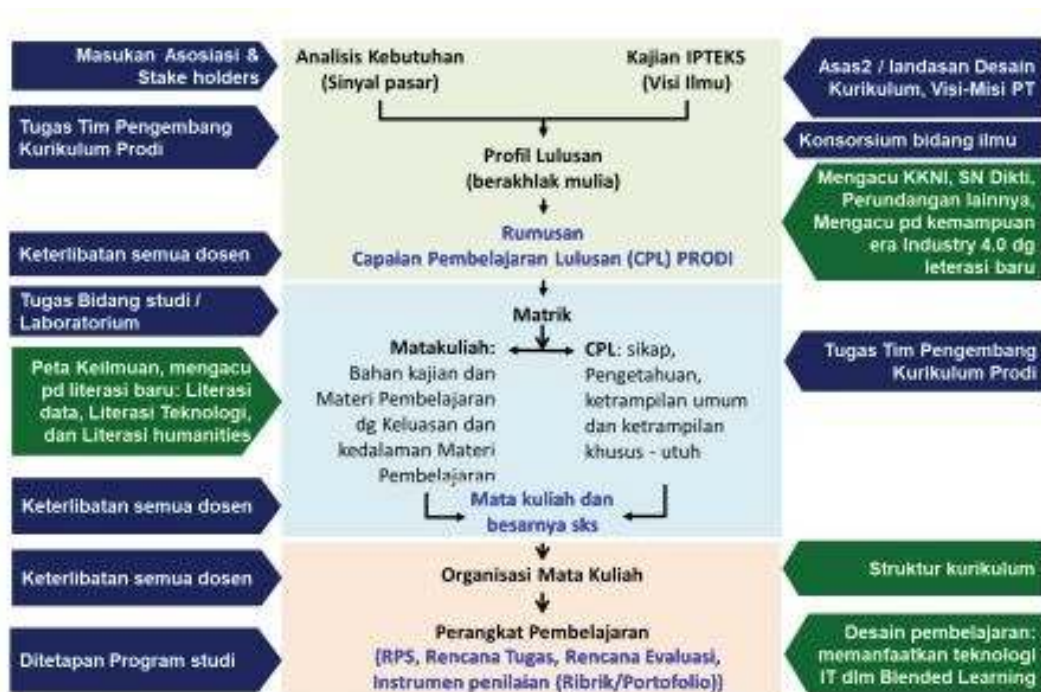 Masukan Asosiasi &
Stake holders
Tugas Tim Pengembang
Kurikulum Prodi
Keterlibatan semua dosen
Tugas Bidang studi /
Laboratorium
Peta Keilmuan, mengacu
pd literasi baru: Literasi
data, Literasi Teknologi,
dan Literasi humanities
Keterlibatan semua dosen
Keterlibatan semua dosen
Ditetapan Program studi
Analisis Kebutuhan
(Sinyal pasar)
Kajian IPTEKS
(Visi Ilmu)
Profil Lulusan
(berakhlak mulia)
Rumusan
Capaian Pembelajaran Lulusan (CPL) PRODI
Matrik
Matakuliah:
Bahan kajian dan
Materi Pembelajaran
dg Keluasan dan
kedalaman Materi
Pembelajaran
CPL: sikap,
Pengetahuan,
ketrampilan umum
dan ketrampilan
khusus - utuh
Mata kuliah dan
besarnya sks
Organisasi Mata Kuliah
Perangkat Pembelajaran
(RPS, Rencana Tugas, Rencana Evaluasi,
Instrumen penilaian (Ribrik/Portofolio))
Asas2 / landasan Desain
Kurikulum, Visi-Misi PT
Konsorsium bidang ilmu
Mengacu KKNI, SN Dikti,
Perundangan lainnya,
Mengacu pd kemampuan
era Industry 4.0 dg
leterasi baru
Tugas Tim Pengembang
Kurikulum Prodi
Struktur kurikulum
Desain pembelajaran:
memanfaatkan teknologi
IT dlm Blended Learning